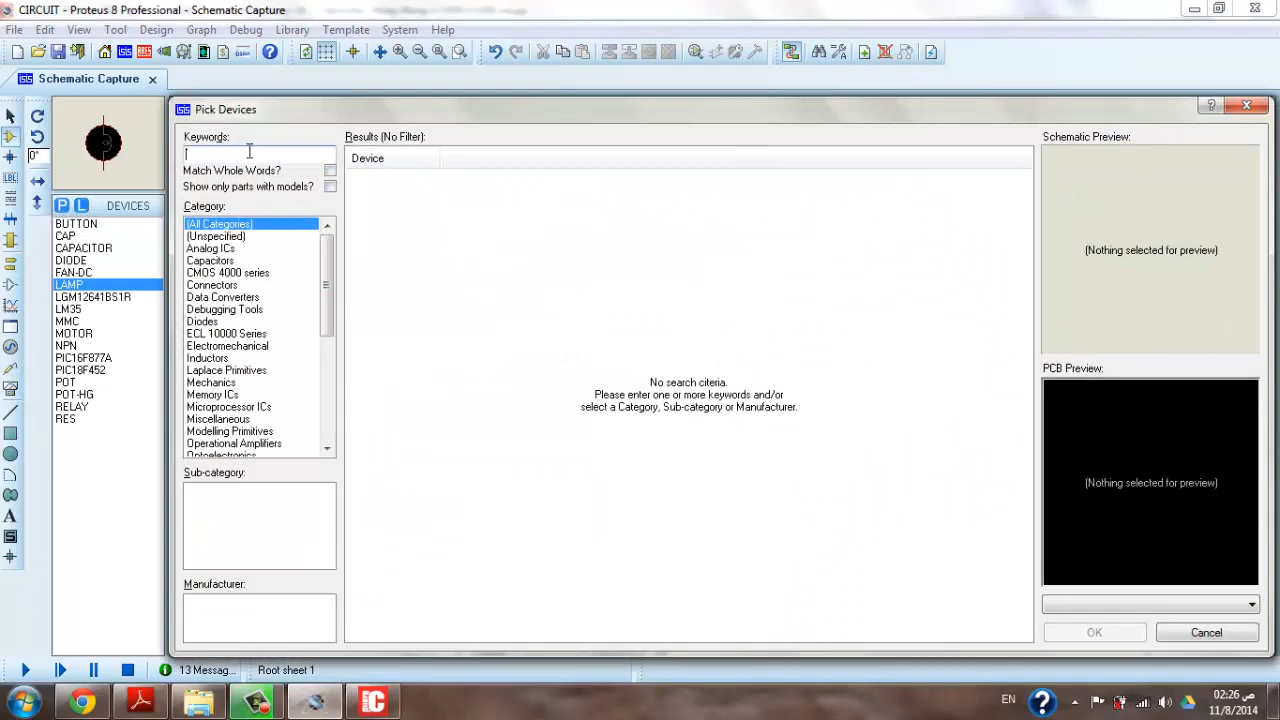 CIRCUIT - Proteus 8 Professional - Schematic Capture
File Edit View Tool Design Graph Debug Library Template System Help
Schematic Capture
Pick Devices
Keywords:
Match Whole Words?
Show only parts with models?
Category:
(All Categories)
(Unspecified)
Analog ICs
Capacitors
CMOS 4000 series
Connectors
Data Converters
Debugging Tools
Diodes
ECL 10000 Series
Electromechanical
Inductors
Laplace Primitives
Mechanics
Memory ICs
Microprocessor ICs
Miscellaneous
Modelling Primitives
Operational Amplifiers
Optoelectronics
Sub-category:
Manufacturer:
Results (No Filter):
Device
No search citeria.
Please enter one or more keywords and/or
select a Category, Sub-category or Manufacturer.
Schematic Preview:
(Nothing selected for preview)
PCB Preview:
(Nothing selected for preview)
OK Cancel
0°
LBL
P L DEVICES
BUTTON
CAP
CAPACITOR
DIODE
FAN-DC
LAMP
LGM12641BS1R
LM35
MMC
MOTOR
NPN
PIC16F877A
PIC18F452
POT
POT-HG
RELAY
RES
13 Messag... Root sheet 1
EN
02:26 ص
11/8/2014